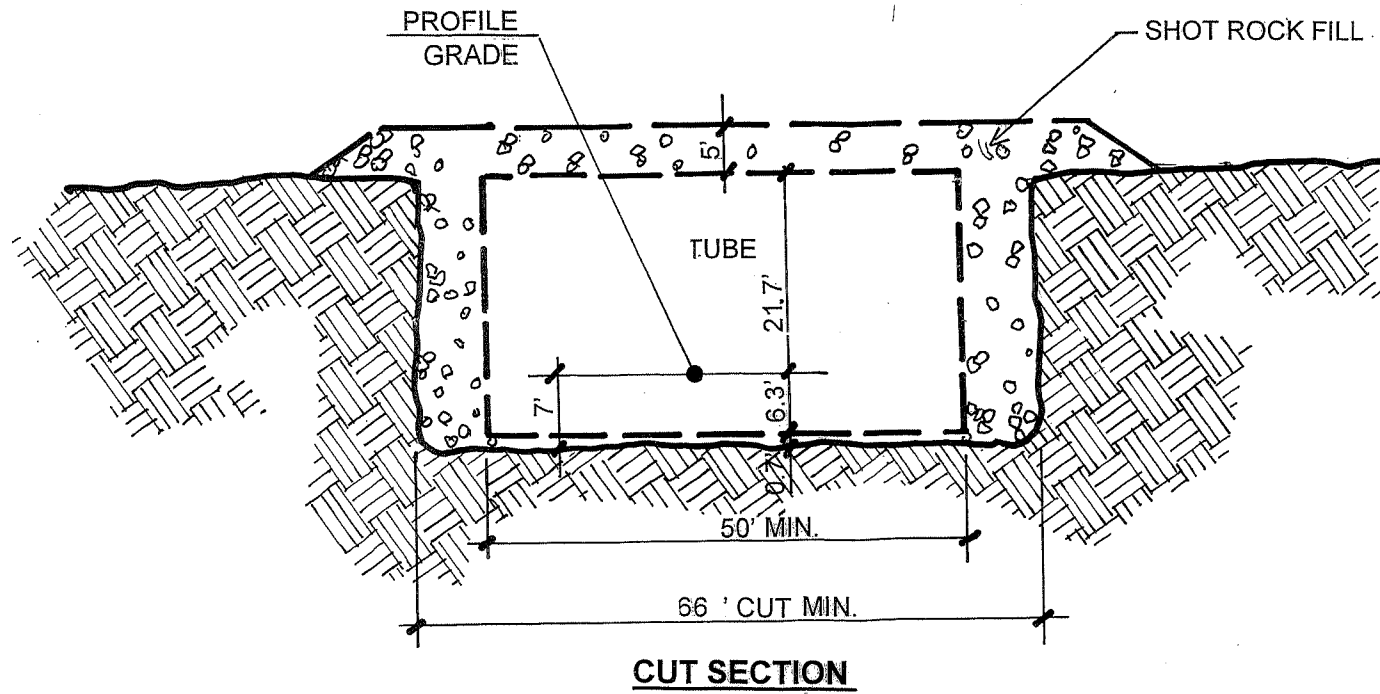 PROFILE
GRADE
SHOT ROCK FILL
5'
TUBE
21.7'
7'
6.3'
0.7'
50' MIN.
66 ' CUT MIN.
CUT SECTION